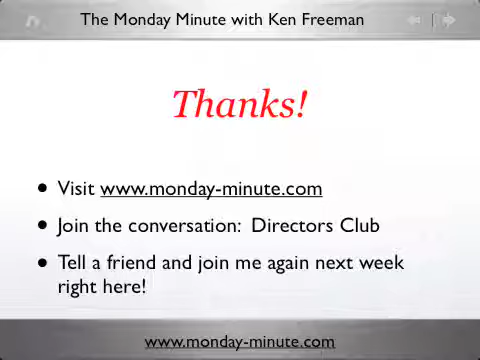 The Monday Minute with Ken Freeman
Thanks!
• Visit www.monday-minute.com
• Join the conversation: Directors Club
• Tell a friend and join me again next week
right here!
www.monday-minute.com